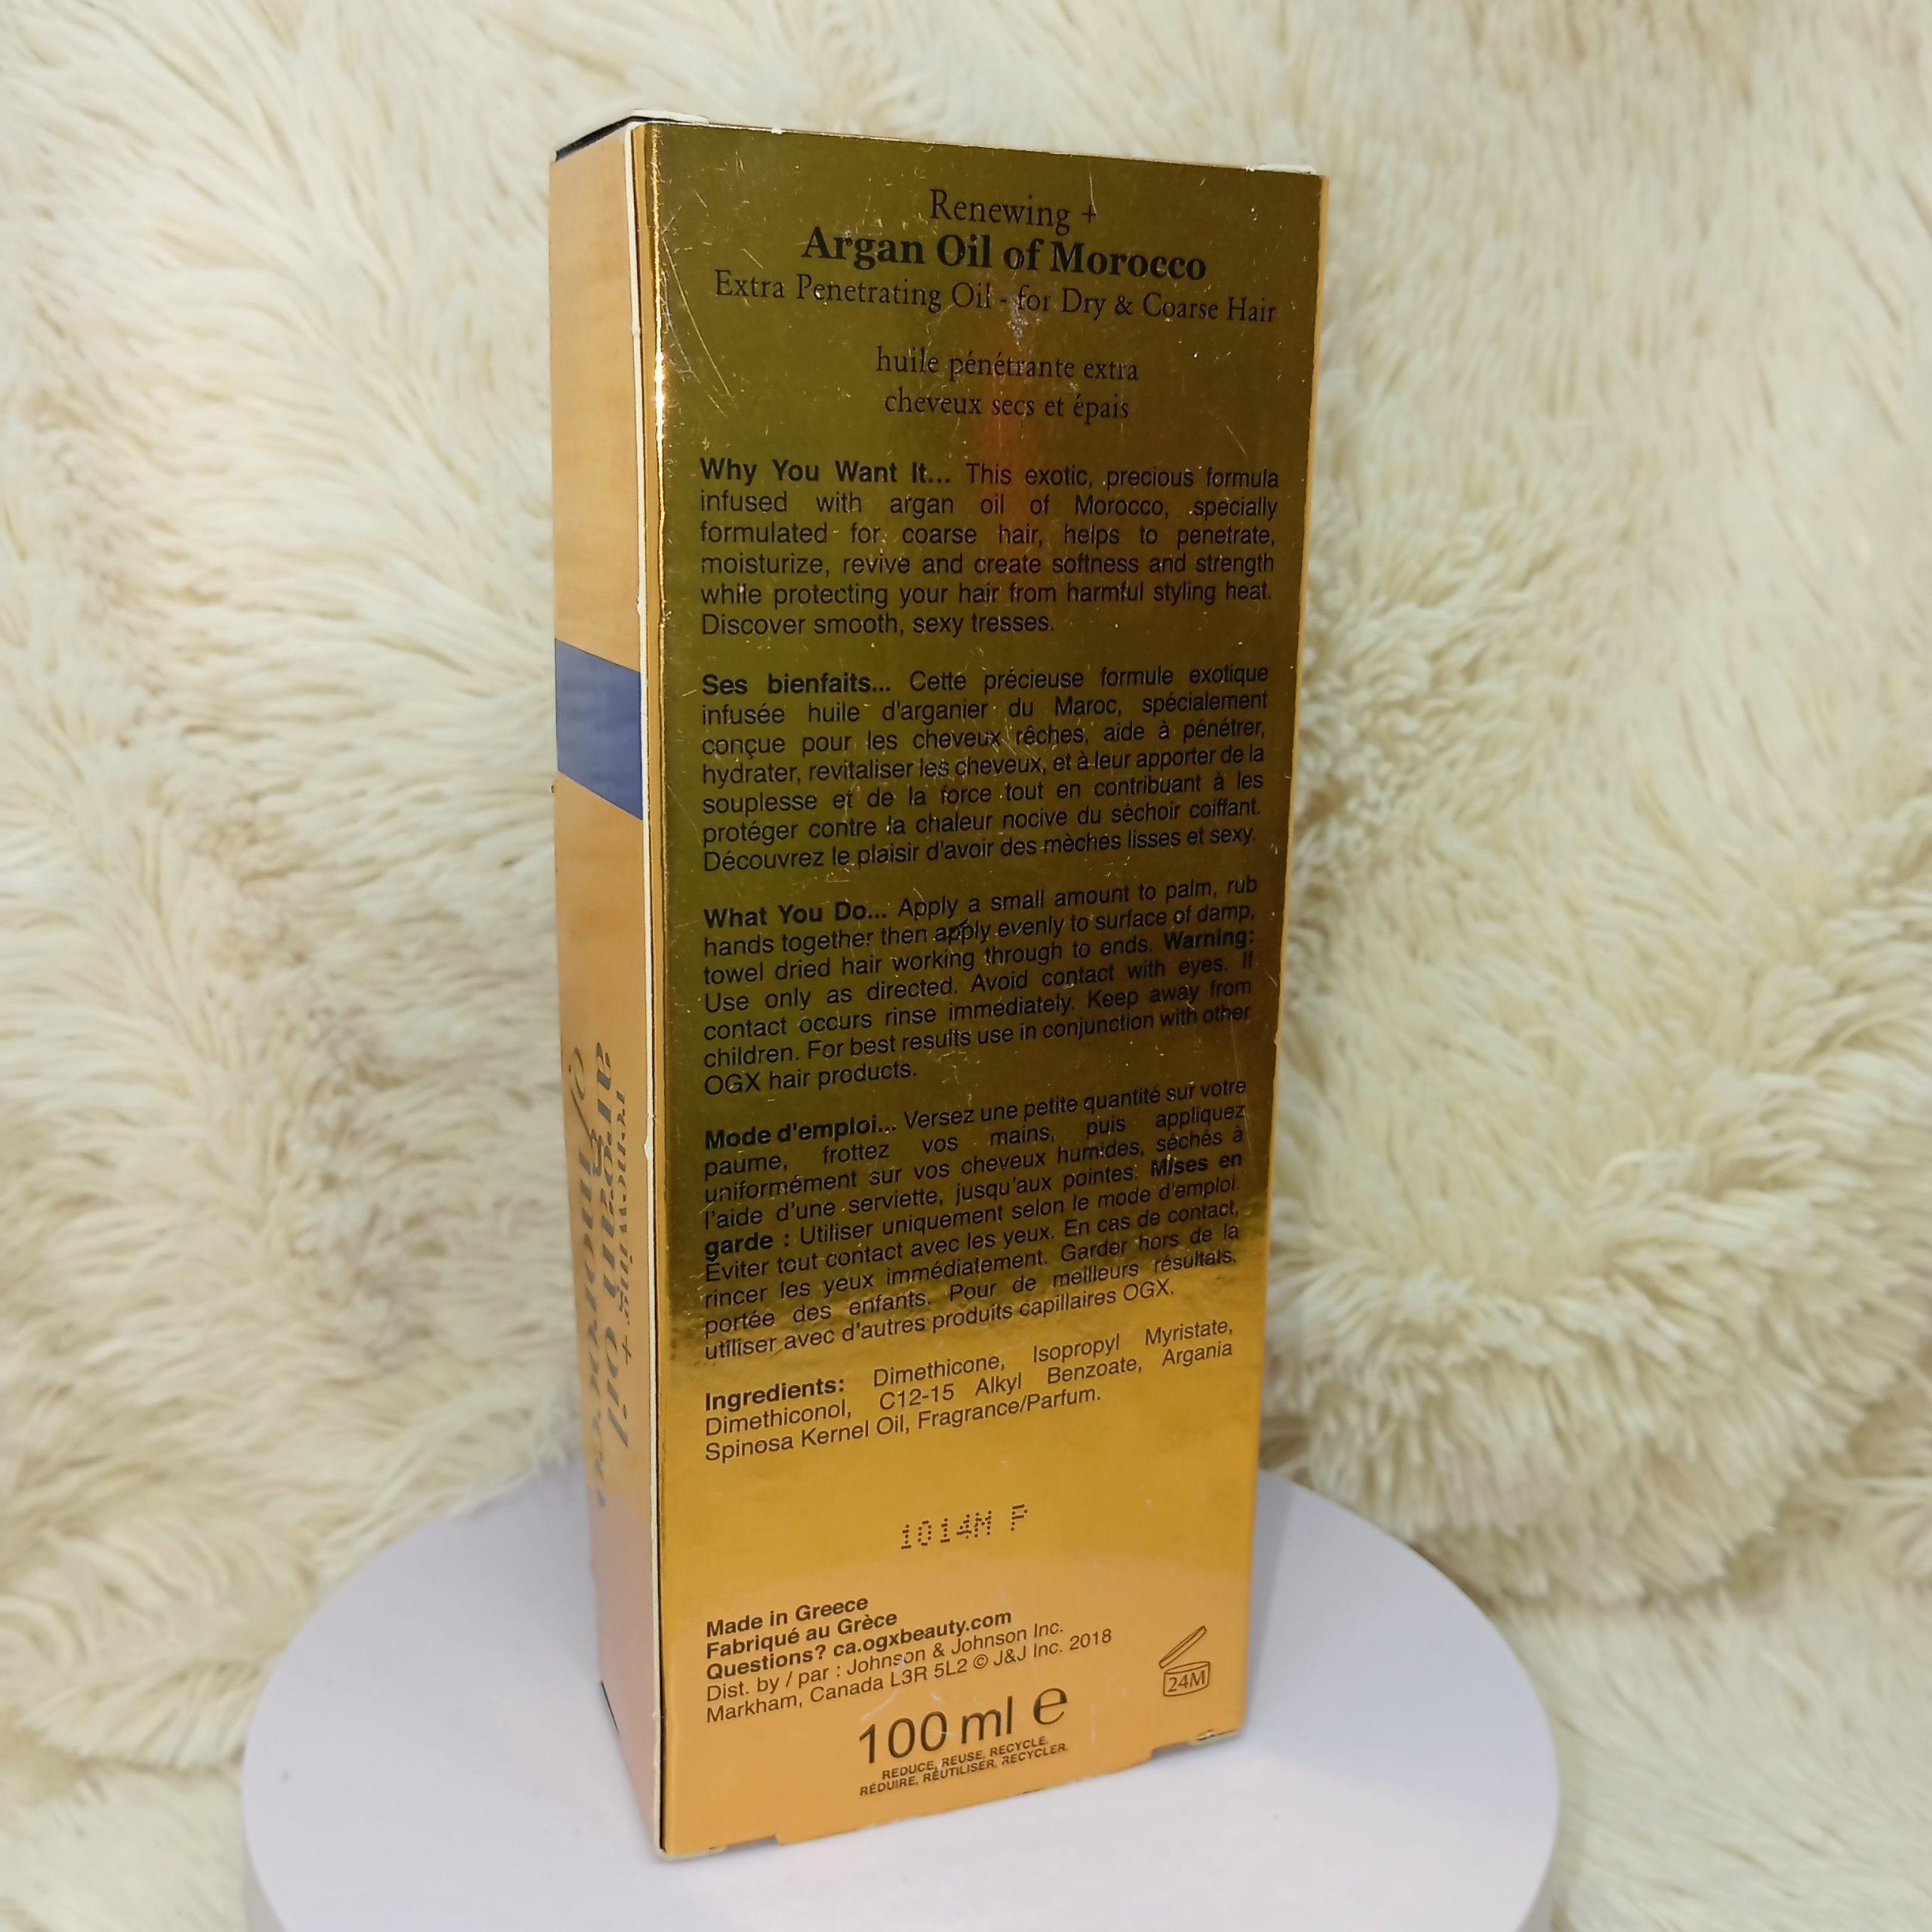 Renewing +
Argan Oil of Morocco
Extra Penetrating Oil - for Dry & Coarse Hair
huile pénétrante extra
cheveux secs et épais
Why You Want It... This exotic, precious formula
infused with argan oil of Morocco, specially
formulated for coarse hair, helps to penetrate,
moisturize, revive and create softness and strength
while protecting your hair from harmful styling heat.
Discover smooth, sexy tresses.
Ses bienfaits... Cette précieuse formule exotique
infusée huile d'arganier du Maroc, spécialement
conçue pour les cheveux rêches, aide à pénétrer,
hydrater, revitaliser les cheveux, et à leur apporter de la
souplesse et de la force tout en contribuant à les
protéger contre la chaleur nocive du séchoir coiffant.
Découvrez le plaisir d'avoir des mèches lisses et sexy.
What You Do... Apply a small amount to palm, rub
hands together then apply evenly to surface of damp,
towel dried hair working through to ends. Warning:
Use only as directed. Avoid contact with eyes. If
contact occurs rinse immediately. Keep away from
children. For best results use in conjunction with other
OGX hair products.
Mode d'emploi... Versez une petite quantité sur votre
paume, frottez vos mains, puis appliquez
uniformément sur vos cheveux humides, séchés à
l'aide d'une serviette, jusqu'aux pointes. Mises en
garde : Utiliser uniquement selon le mode d'emploi.
Éviter tout contact avec les yeux. En cas de contact,
rincer les yeux immédiatement. Garder hors de la
portée des enfants. Pour de meilleurs résultats,
utiliser avec d'autres produits capillaires OGX.
Ingredients: Dimethicone, Isopropyl Myristate,
Dimethiconol, C12-15 Alkyl Benzoate, Argania
Spinosa Kernel Oil, Fragrance/Parfum.
1014M P
Made in Greece
Fabriqué au Grèce
Questions? ca.ogxbeauty.com
Dist. by / par : Johnson & Johnson Inc.
Markham, Canada L3R 5L2 © J&J Inc. 2018
24M
100 ml e
REDUCE, REUSE, RECYCLE.
RÉDUIRE, RÉUTILISER, RECYCLER.
renewing +
argan oil
of morocco